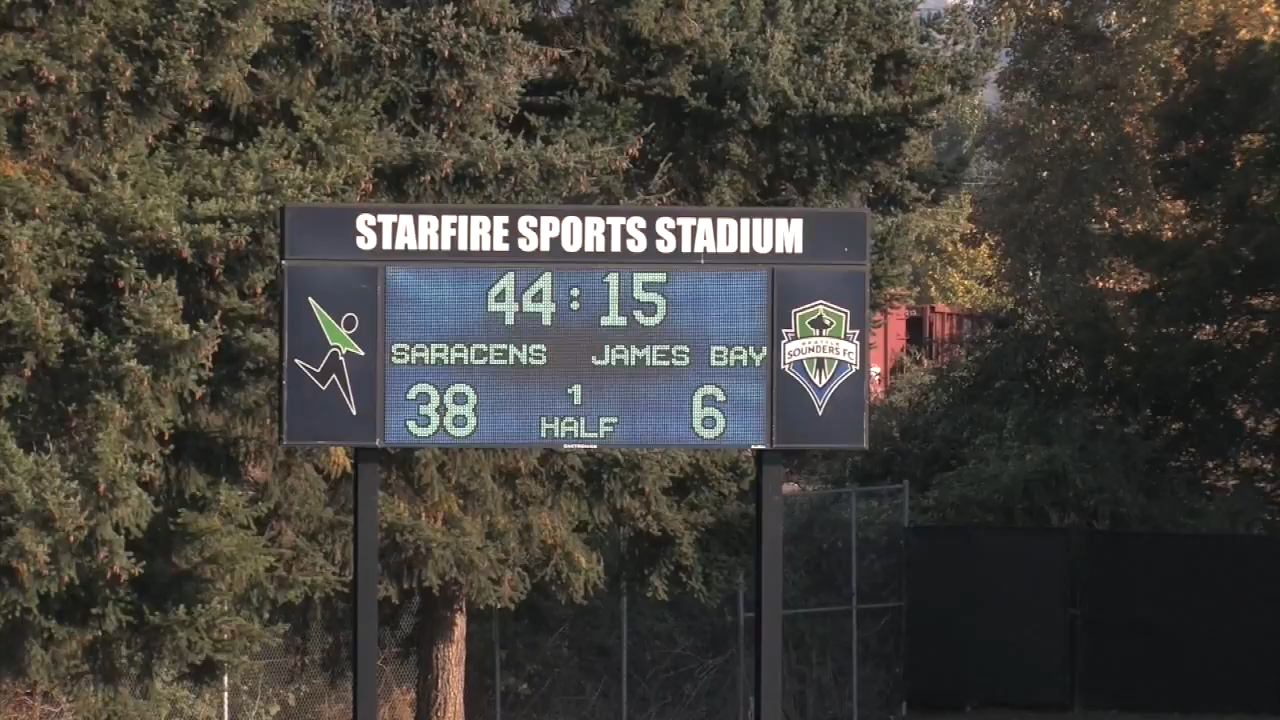 STARFIRE SPORTS STADIUM
44:15
SARACENS JAMES BAY
38 1 6
HALF
SEATTLE
SOUNDERS FC